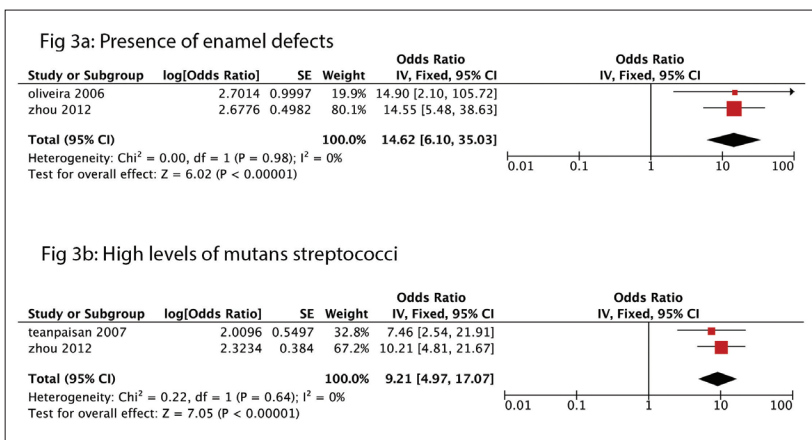 Fig 3a: Presence of enamel defects
Odds Ratio Odds Ratio
Study or Subgroup log[Odds Ratio] SE Weight IV, Fixed, 95% CI IV, Fixed, 95% CI
oliveira 2006 2.7014 0.9997 19.9% 14.90 [2.10, 105.72]
zhou 2012 2.6776 0.4982 80.1% 14.55 [5.48, 38.63]
Total (95% CI) 100.0% 14.62 [6.10, 35.03]
Heterogeneity: Chi² = 0.00, df = 1 (P = 0.98); I² = 0%
Test for overall effect: Z = 6.02 (P < 0.00001)
0.01 0.1 1 10 100
Fig 3b: High levels of mutans streptococci
Odds Ratio Odds Ratio
Study or Subgroup log[Odds Ratio] SE Weight IV, Fixed, 95% CI IV, Fixed, 95% CI
teanpaisan 2007 2.0096 0.5497 32.8% 7.46 [2.54, 21.91]
zhou 2012 2.3234 0.384 67.2% 10.21 [4.81, 21.67]
Total (95% CI) 100.0% 9.21 [4.97, 17.07]
Heterogeneity: Chi² = 0.22, df = 1 (P = 0.64); I² = 0%
Test for overall effect: Z = 7.05 (P < 0.00001)
0.01 0.1 1 10 100